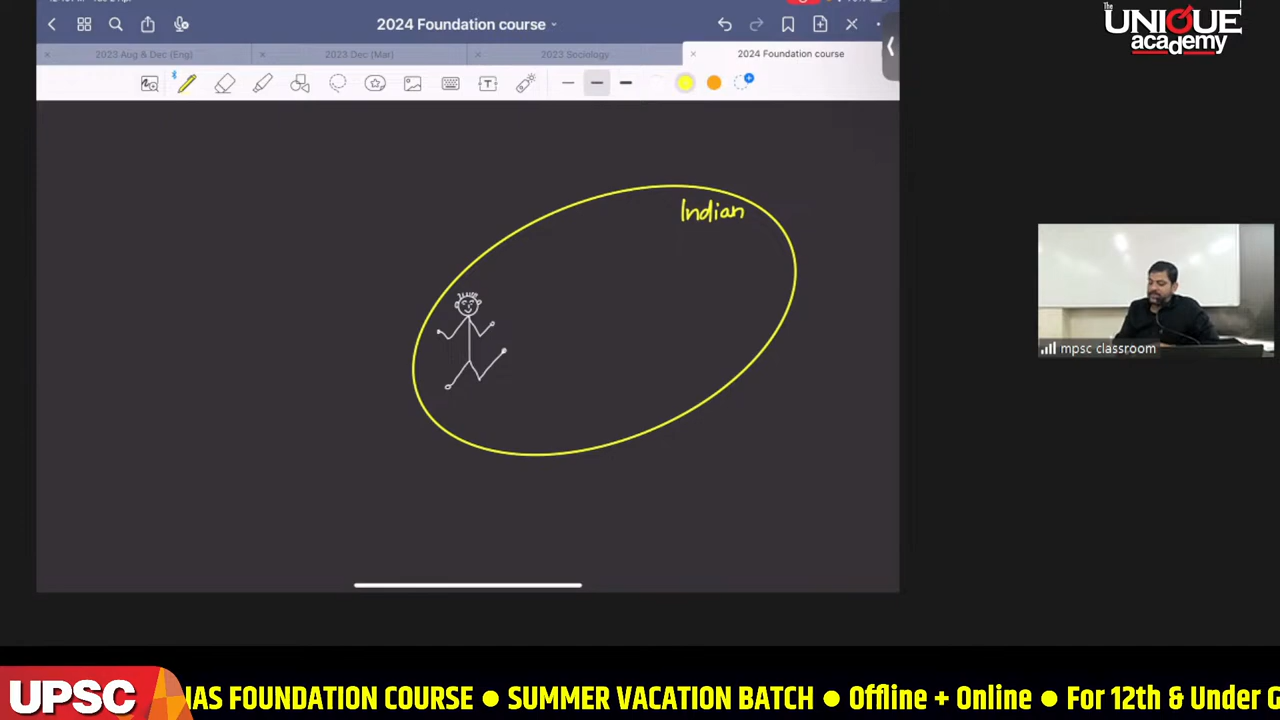 2024 Foundation course
2023 Aug & Dec (Eng)
2023 Dec (Mar)
2023 Sociology
2024 Foundation course
The
UNIQUE
academy
Indian
mpsc classroom
UPSC
IAS FOUNDATION COURSE ● SUMMER VACATION BATCH ● Offline + Online ● For 12th & Under